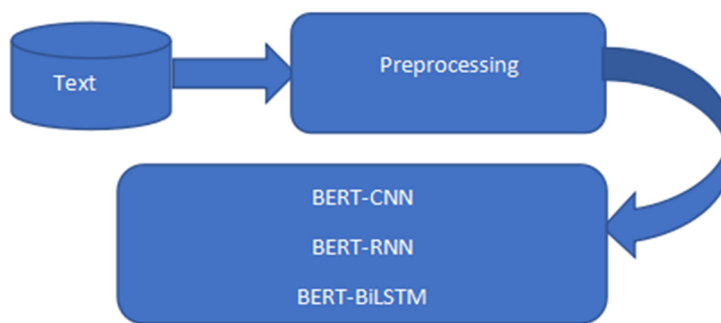 Text
Preprocessing
BERT-CNN
BERT-RNN
BERT-BiLSTM